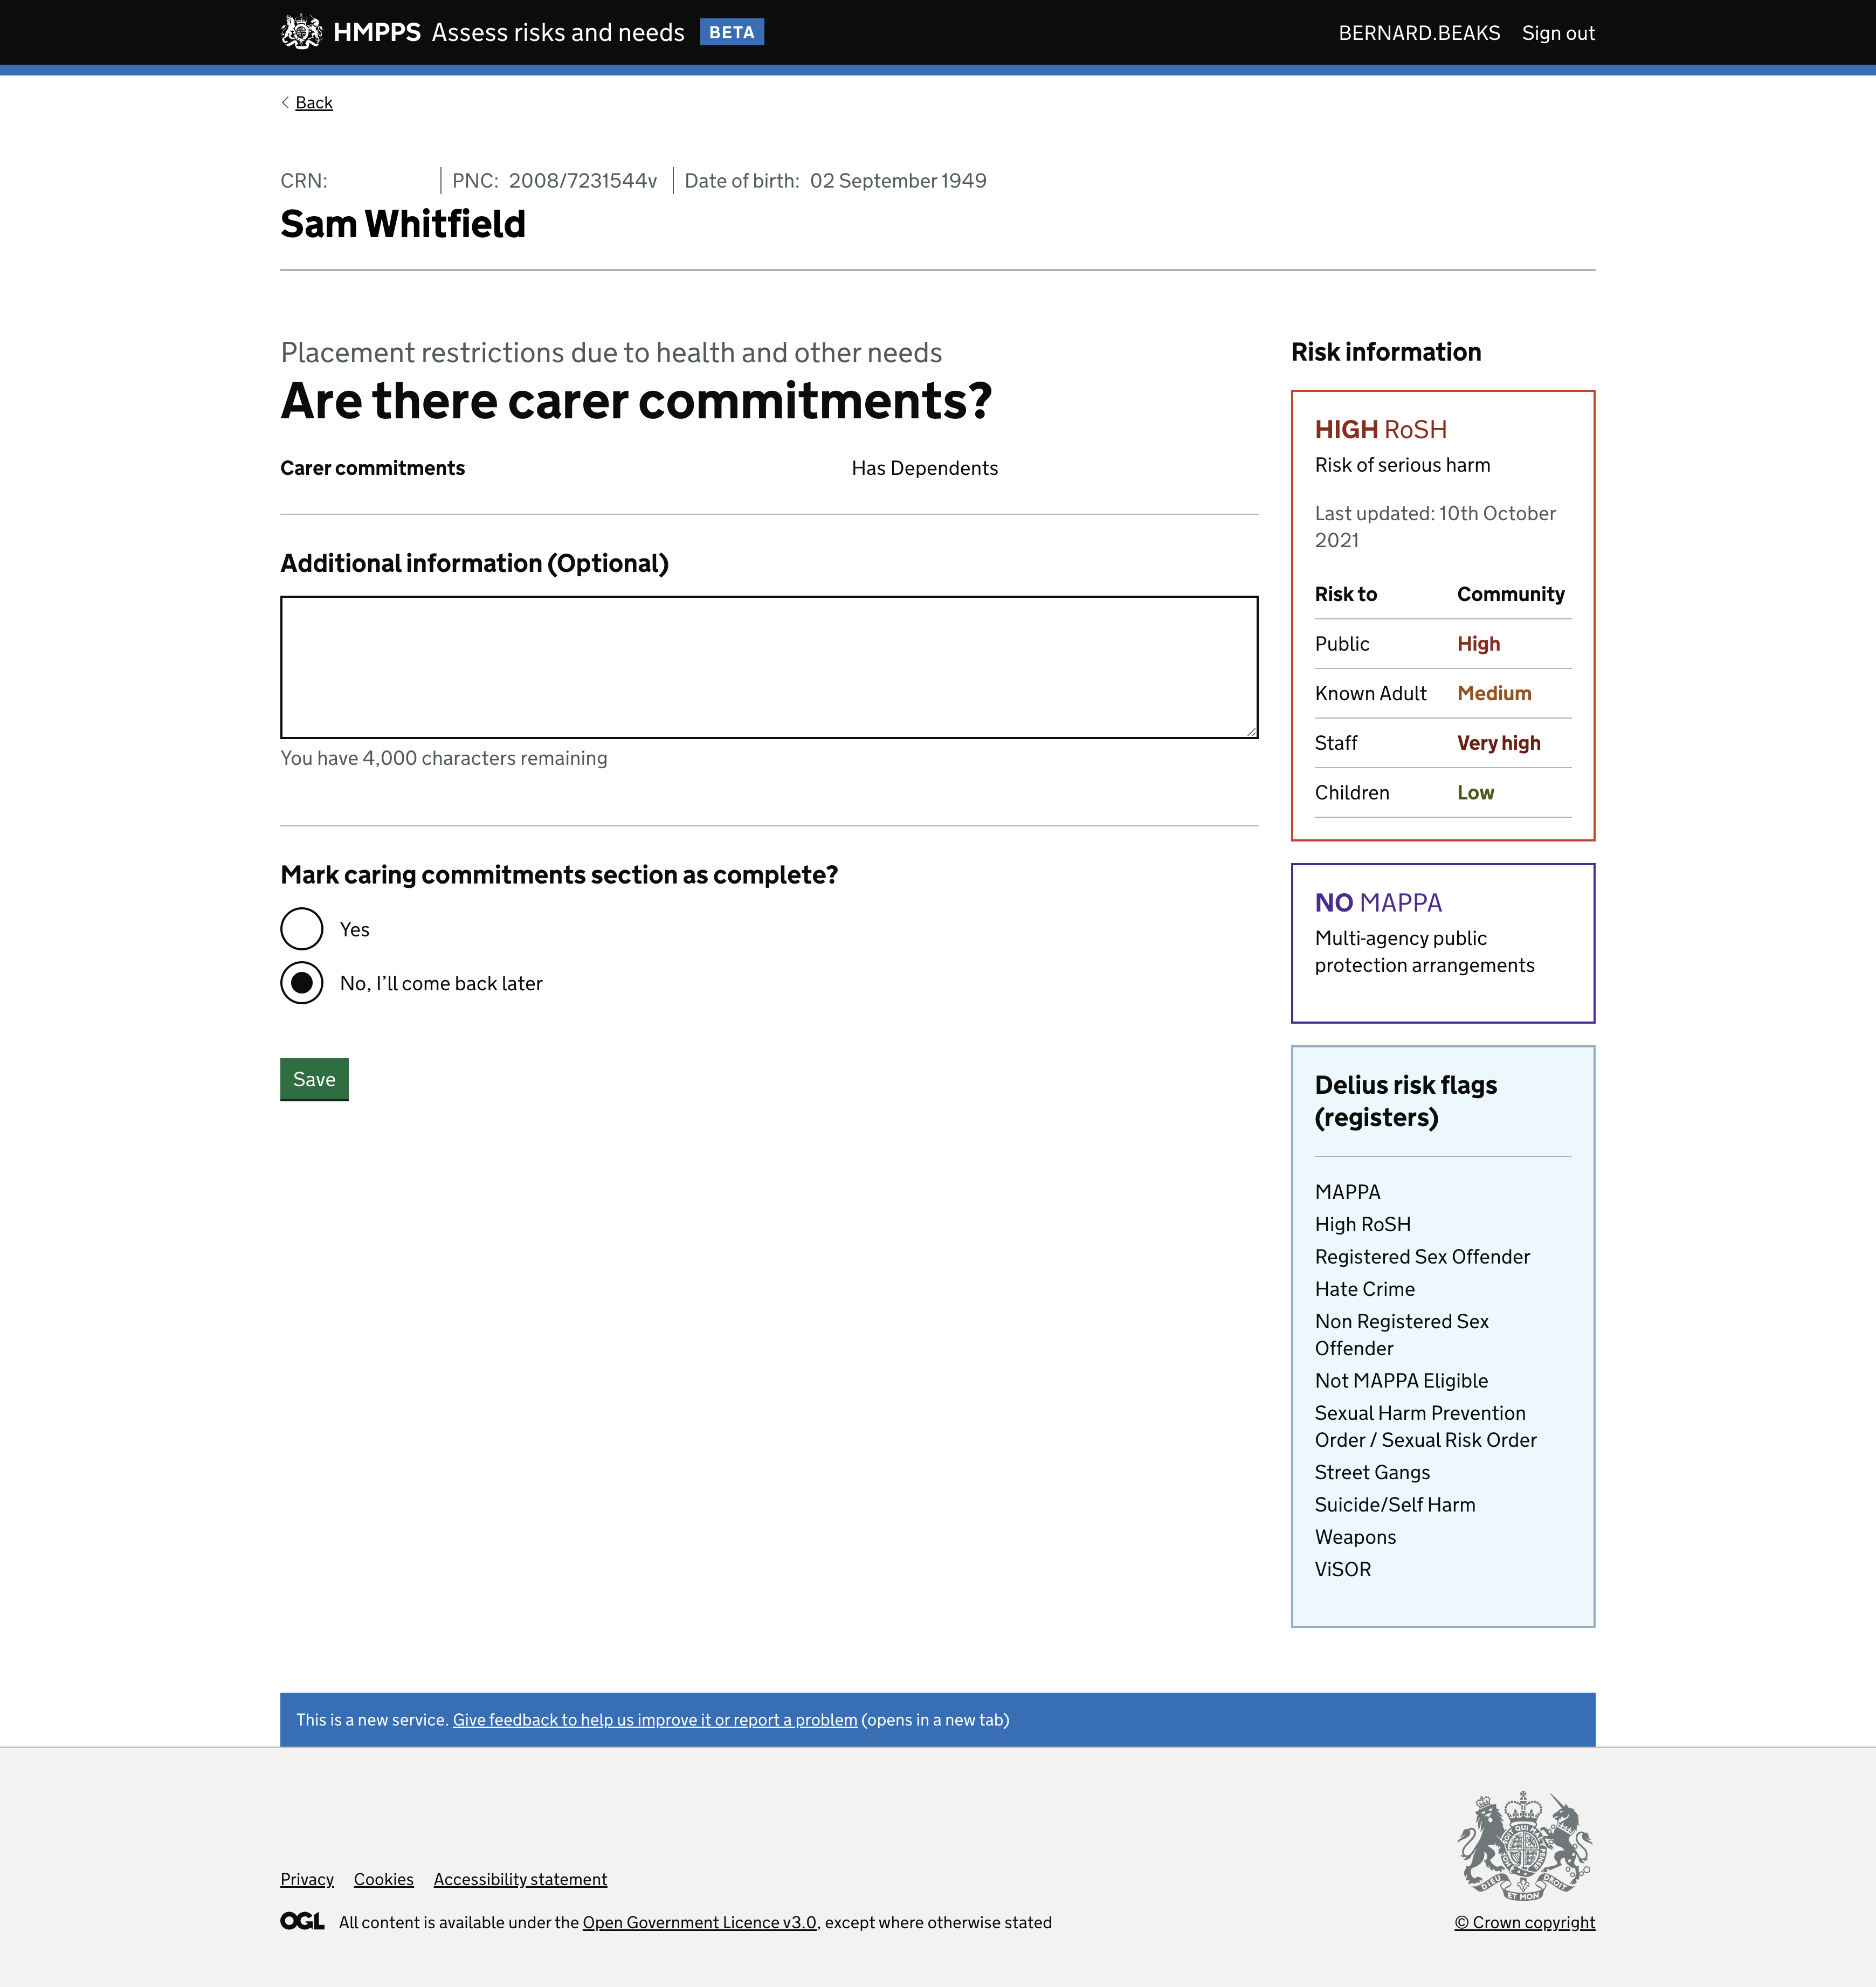 HMPPS Assess risks and needs BETA
BERNARD.BEAKS Sign out
Back
CRN: PNC: 2008/7231544v Date of birth: 02 September 1949
Sam Whitfield
Placement restrictions due to health and other needs
Are there carer commitments?
Carer commitments Has Dependents
Additional information (Optional)
You have 4,000 characters remaining
Mark caring commitments section as complete?
Yes
No, I’ll come back later
Save
Risk information
HIGH RoSH
Risk of serious harm
Last updated: 10th October
2021
Risk to Community
Public High
Known Adult Medium
Staff Very high
Children Low
NO MAPPA
Multi-agency public
protection arrangements
Delius risk flags
(registers)
MAPPA
High RoSH
Registered Sex Offender
Hate Crime
Non Registered Sex
Offender
Not MAPPA Eligible
Sexual Harm Prevention
Order / Sexual Risk Order
Street Gangs
Suicide/Self Harm
Weapons
ViSOR
This is a new service. Give feedback to help us improve it or report a problem (opens in a new tab)
Privacy Cookies Accessibility statement
OGL All content is available under the Open Government Licence v3.0, except where otherwise stated
DIEU ET MON DROIT
© Crown copyright